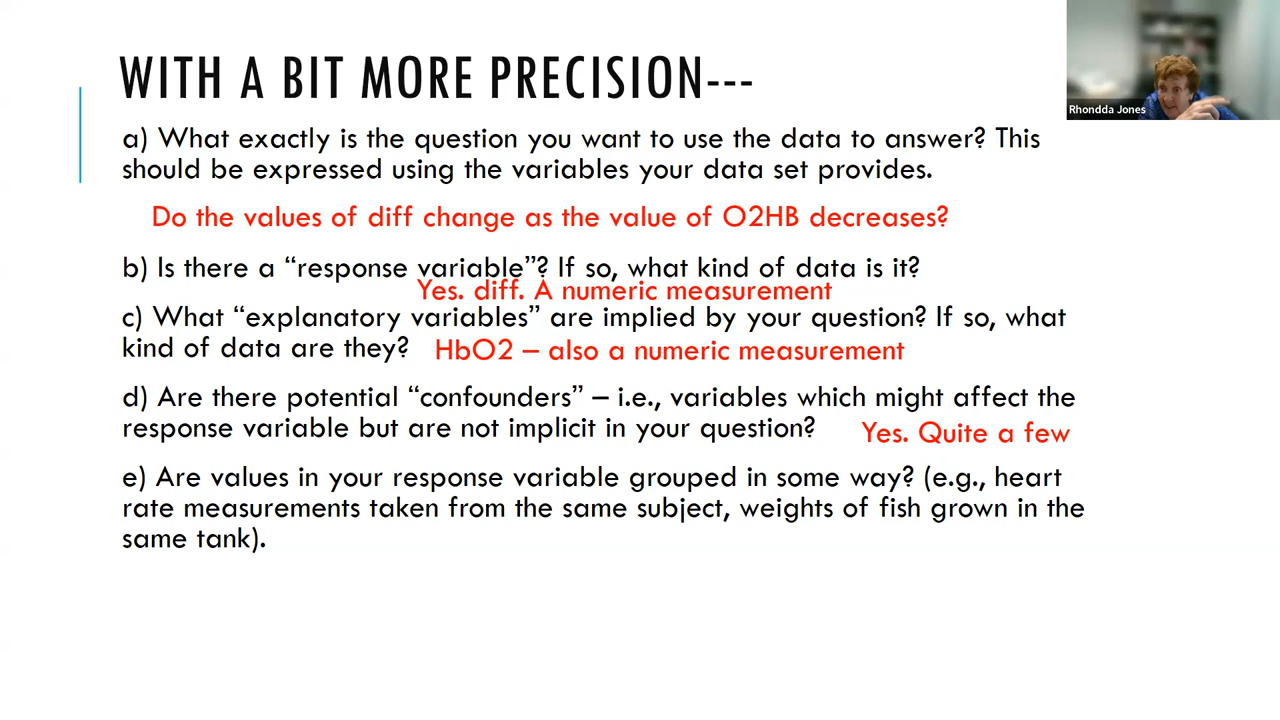 WITH A BIT MORE PRECISION---
Rhondda Jones
a) What exactly is the question you want to use the data to answer? This
should be expressed using the variables your data set provides.
Do the values of diff change as the value of O2HB decreases?
b) Is there a “response variable”? If so, what kind of data is it?
Yes. diff. A numeric measurement
c) What “explanatory variables” are implied by your question? If so, what
kind of data are they? HbO2 – also a numeric measurement
d) Are there potential “confounders” – i.e., variables which might affect the
response variable but are not implicit in your question? Yes. Quite a few
e) Are values in your response variable grouped in some way? (e.g., heart
rate measurements taken from the same subject, weights of fish grown in the
same tank).